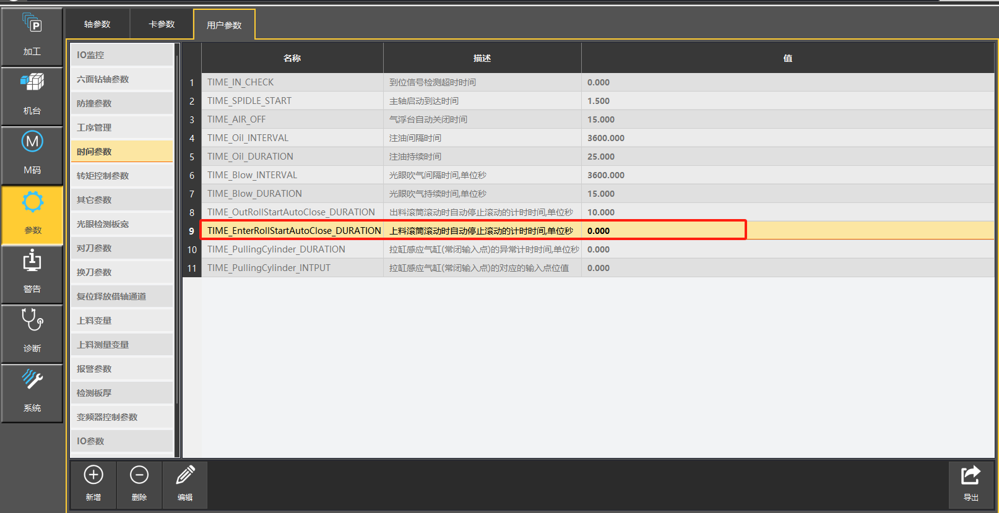 轴参数
卡参数
用户参数
加工
机台
M码
参数
警告
诊断
系统
IO监控
六面钻轴参数
防撞参数
工序管理
时间参数
转矩控制参数
其它参数
光眼检测板宽
对刀参数
换刀参数
复位释放借轴通道
上料变量
上料测量变量
报警参数
检测板厚
变频器控制参数
IO参数
名称 描述 值
1 TIME_IN_CHECK 到位信号检测超时时间 0.000
2 TIME_SPIDLE_START 主轴启动到达时间 1.500
3 TIME_AIR_OFF 气浮台自动关闭时间 15.000
4 TIME_Oil_INTERVAL 注油间隔时间 3600.000
5 TIME_Oil_DURATION 注油持续时间 25.000
6 TIME_Blow_INTERVAL 光眼吹气间隔时间,单位秒 3600.000
7 TIME_Blow_DURATION 光眼吹气持续时间,单位秒 15.000
8 TIME_OutRollStartAutoClose_DURATION 出料滚筒滚动时自动停止滚动的计时时间,单位秒 10.000
9 TIME_EnterRollStartAutoClose_DURATION 上料滚筒滚动时自动停止滚动的计时时间,单位秒 0.000
10 TIME_PullingCylinder_DURATION 拉缸感应气缸(常闭输入点)的异常计时时间,单位秒 0.000
11 TIME_PullingCylinder_INTPUT 拉缸感应气缸(常闭输入点)的对应的输入点位值 0.000
新增
删除
编辑
导出